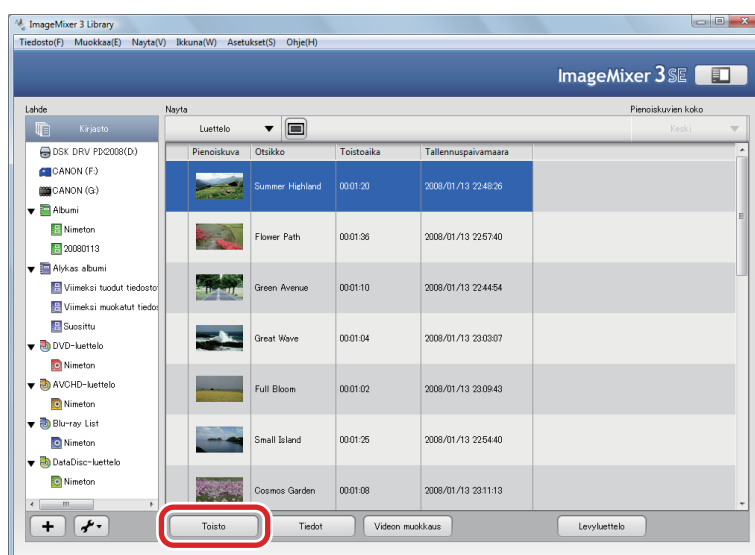 ImageMixer 3 Library
Tiedosto(F) Muokkaa(E) Nayta(V) Ikkuna(W) Asetukset(S) Ohje(H)
ImageMixer 3 SE
Lahde Nayta Pienoiskuvien koko
Kirjasto Luettelo Keski
Pienoiskuva Otsikko Toistoaika Tallennuspaivamaara
DSK DRV PIX2008(D:)
CANON (F:)
CANON (G:)
Albumi
Nimeton
20080113
Alykas albumi
Viimeksi tuodut tiedosto
Viimeksi muokatut tiedos
Suosittu
DVD-luettelo
Nimeton
AVCHD-luettelo
Nimeton
Blu-ray List
Nimeton
DataDisc-luettelo
Nimeton
Summer Highland 00:01:20 2008/01/13 22:48:26
Flower Path 00:01:36 2008/01/13 22:57:40
Green Avenue 00:01:10 2008/01/13 22:44:54
Great Wave 00:01:04 2008/01/13 23:03:07
Full Bloom 00:01:02 2008/01/13 23:09:43
Small Island 00:01:25 2008/01/13 22:54:40
Cosmos Garden 00:01:08 2008/01/13 23:11:13
Toisto Tiedot Videon muokkaus Levyluettelo